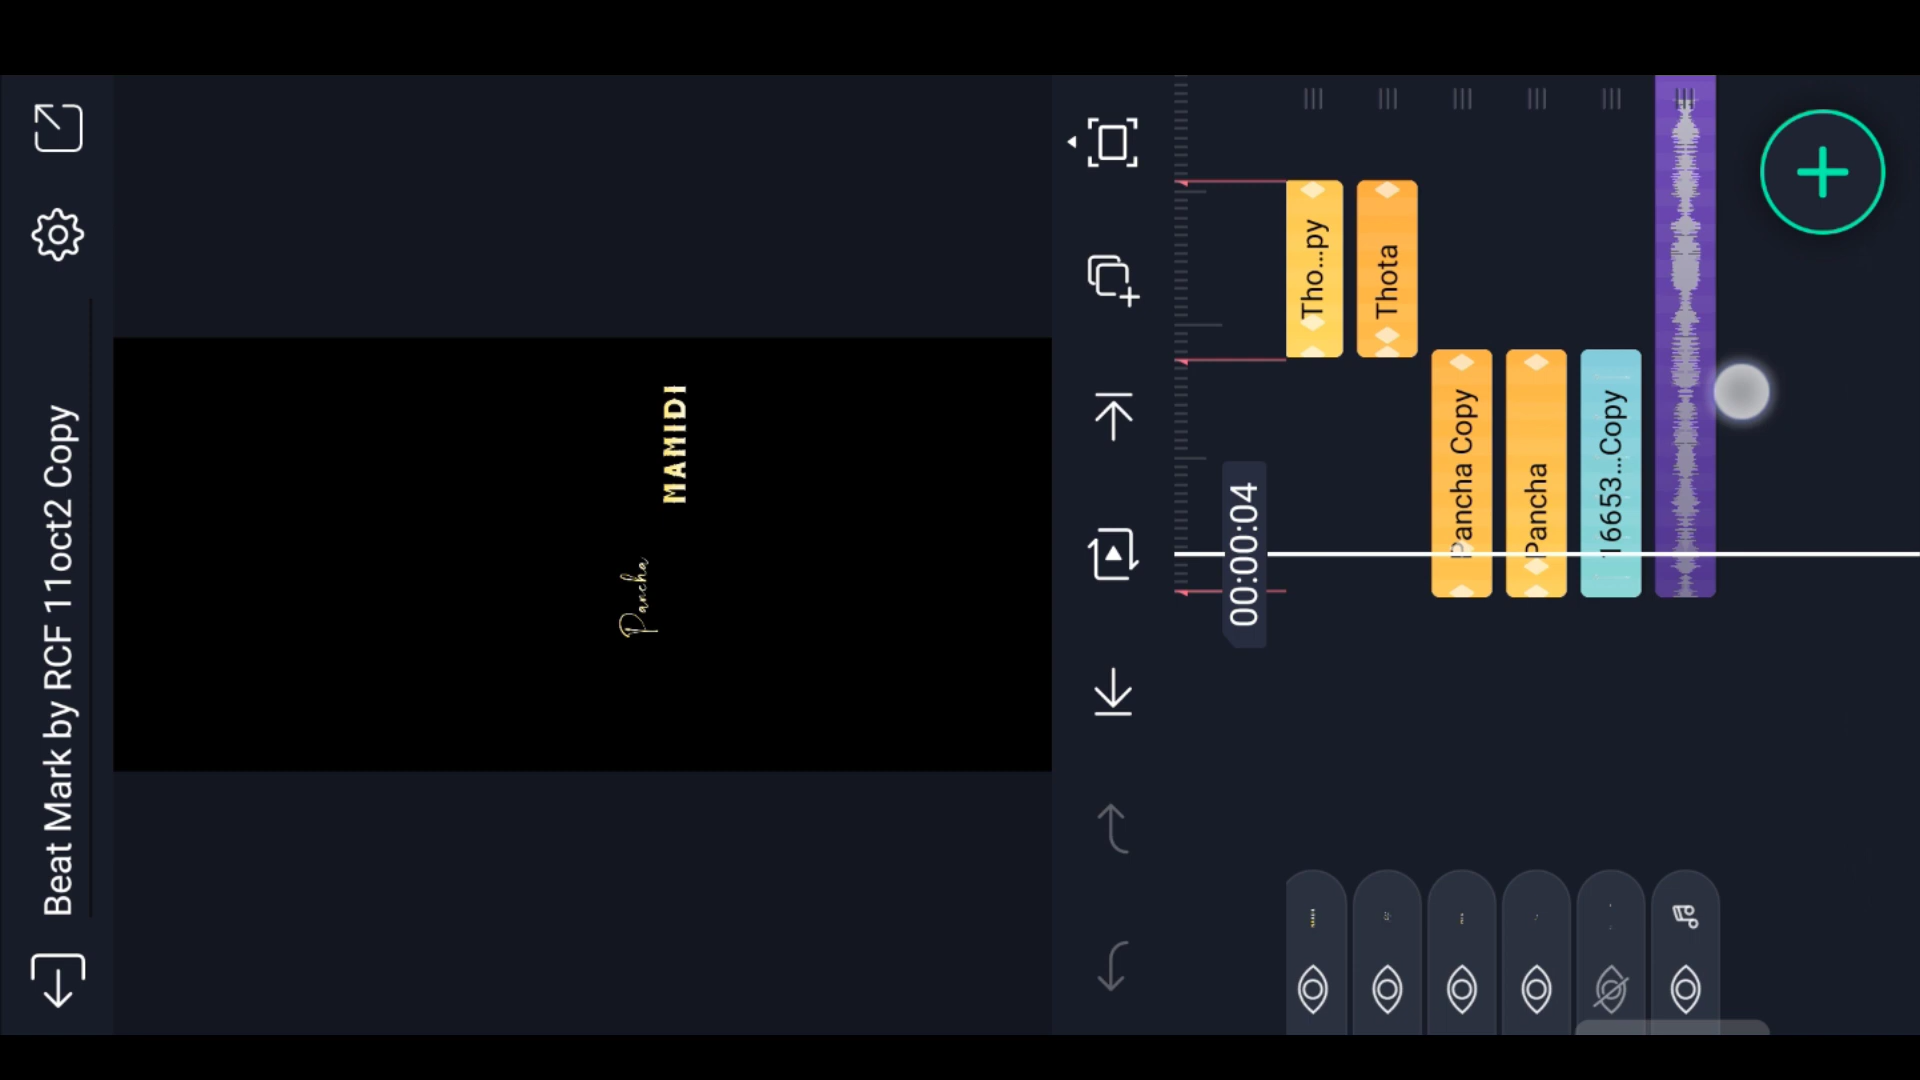 Beat Mark by RCF 11oct2 Copy
Pancha
MAMIDI
00:00:04
Tho...py
Thota
Pancha Copy
Pancha
16653...Copy